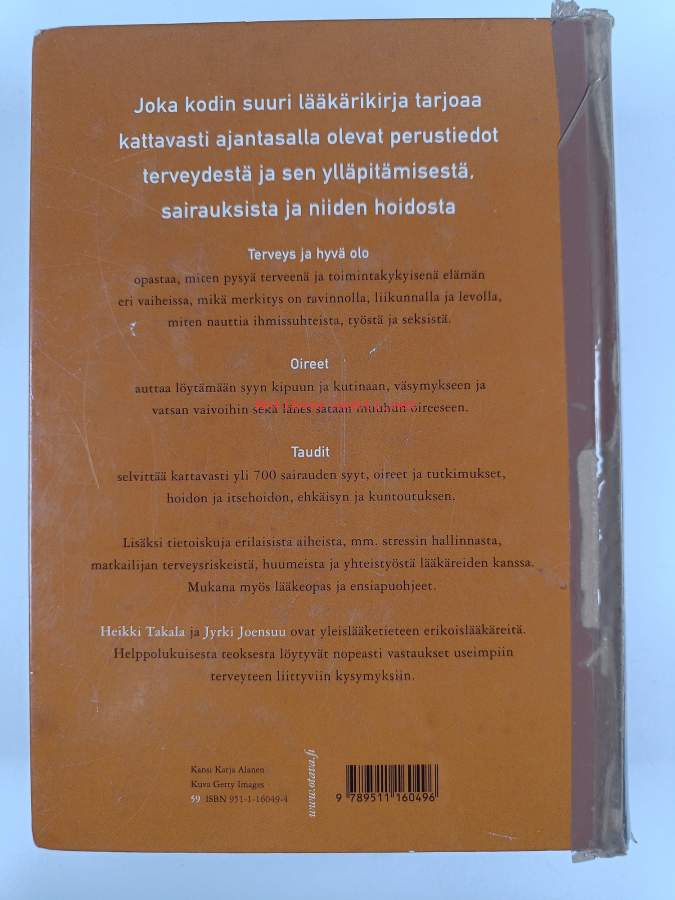 Joka kodin suuri lääkärikirja tarjoaa
kattavasti ajantasalla olevat perustiedot
terveydestä ja sen ylläpitämisestä,
sairauksista ja niiden hoidosta
Terveys ja hyvä olo
opastaa, miten pysyä terveenä ja toimintakykyisenä elämän
eri vaiheissa, mikä merkitys on ravinnolla, liikunnalla ja levolla,
miten nauttia ihmissuhteista, työstä ja seksistä.
Oireet
auttaa löytämään syyn kipuun ja kutinaan, väsymykseen ja
vatsan vaivoihin sekä lähes sataan muuhun oireeseen.
Taudit
selvittää kattavasti yli 700 sairauden syyt, oireet ja tutkimukset,
hoidon ja itsehoidon, ehkäisyn ja kuntoutuksen.
Lisäksi tietoiskuja erilaisista aiheista, mm. stressin hallinnasta,
matkailijan terveysriskeistä, huumeista ja yhteistyöstä lääkäreiden kanssa.
Mukana myös lääkeopas ja ensiapuohjeet.
Heikki Takala ja Jyrki Joensuu ovat yleislääketieteen erikoislääkäreitä.
Helppolukuisesta teoksesta löytyvät nopeasti vastaukset useimpiin
terveyteen liittyviin kysymyksiin.
Kansi Katja Alanen
Kuva Getty Images
59 ISBN 951-1-16049-4
www.otava.fi
9 789511 160496